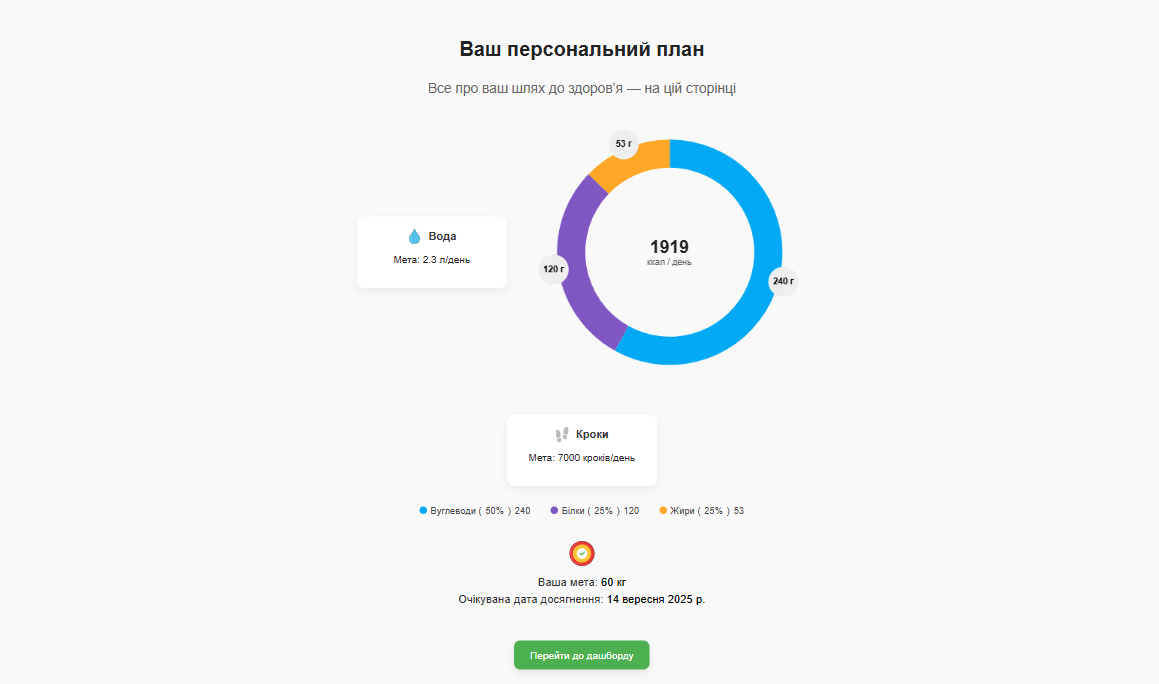 Ваш персональний план
Все про ваш шлях до здоров’я — на цій сторінці
53 г
Вода
Мета: 2.3 л/день
1919
ккал / день
120 г
240 г
Кроки
Мета: 7000 кроків/день
Вуглеводи ( 50% ) 240 Білки ( 25% ) 120 Жири ( 25% ) 53
Ваша мета: 60 кг
Очікувана дата досягнення: 14 вересня 2025 р.
Перейти до дашборду